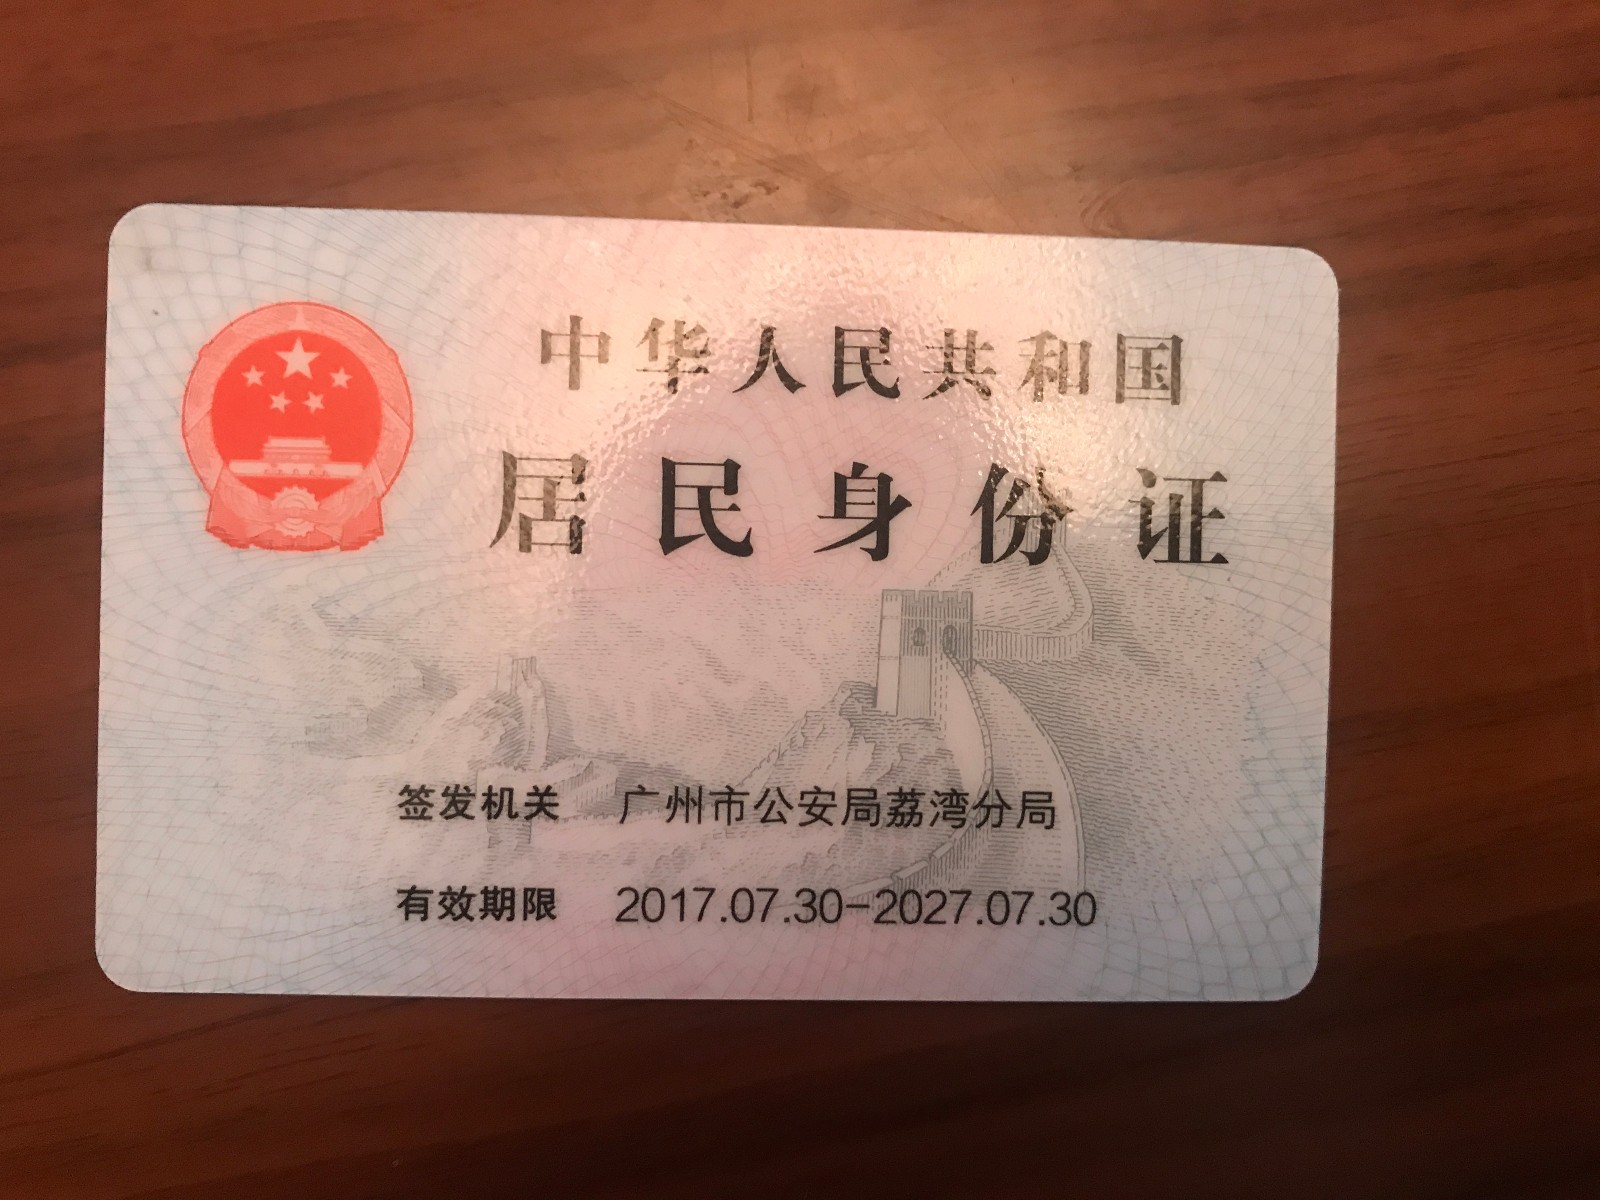 中华人民共和国
居民身份证
签发机关 广州市公安局荔湾分局
有效期限 2017.07.30-2027.07.30